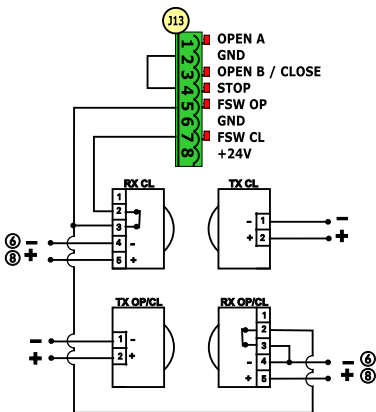 J13
1 OPEN A
2 GND
3 OPEN B / CLOSE
4 STOP
5 FSW OP
6 GND
7 FSW CL
8 +24V
RX CL
1
2
3
4 -
5 +
6 -
8 +
TX CL
- 1 -
+ 2 +
TX OP/CL
- 1 -
+ 2 +
RX OP/CL
1
2
3
- 4 - 6
+ 5 + 8